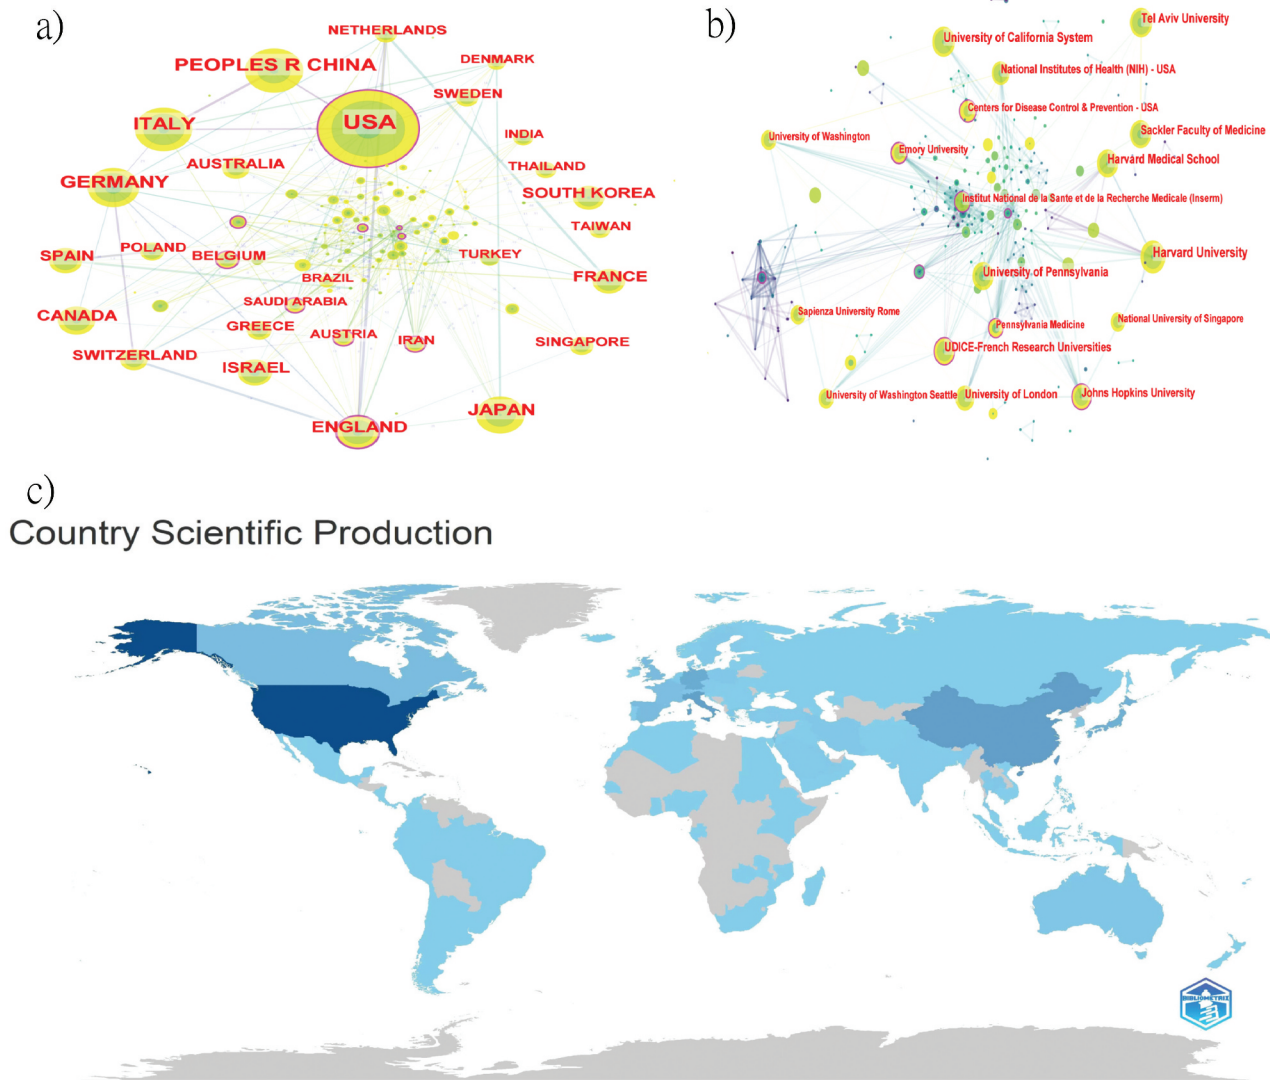 a)
NETHERLANDS
PEOPLES R CHINA
DENMARK
SWEDEN
USA
ITALY
INDIA
AUSTRALIA
THAILAND
GERMANY
SOUTH KOREA
TAIWAN
SPAIN
POLAND
BELGIUM
TURKEY
BRAZIL
FRANCE
SAUDI ARABIA
CANADA
GREECE
AUSTRIA
IRAN
SINGAPORE
SWITZERLAND
ISRAEL
JAPAN
ENGLAND
b)
Tel Aviv University
University of California System
National Institutes of Health (NIH) - USA
Centers for Disease Control & Prevention - USA
University of Washington
Sackler Faculty of Medicine
Emory University
Harvard Medical School
Institut National de la Sante et de la Recherche Medicale (Inserm)
Harvard University
University of Pennsylvania
Sapienza University Rome
Pennsylvania Medicine
National University of Singapore
UDICE-French Research Universities
University of Washington Seattle
University of London
Johns Hopkins University
c)
Country Scientific Production
BIBLIOMETRIX